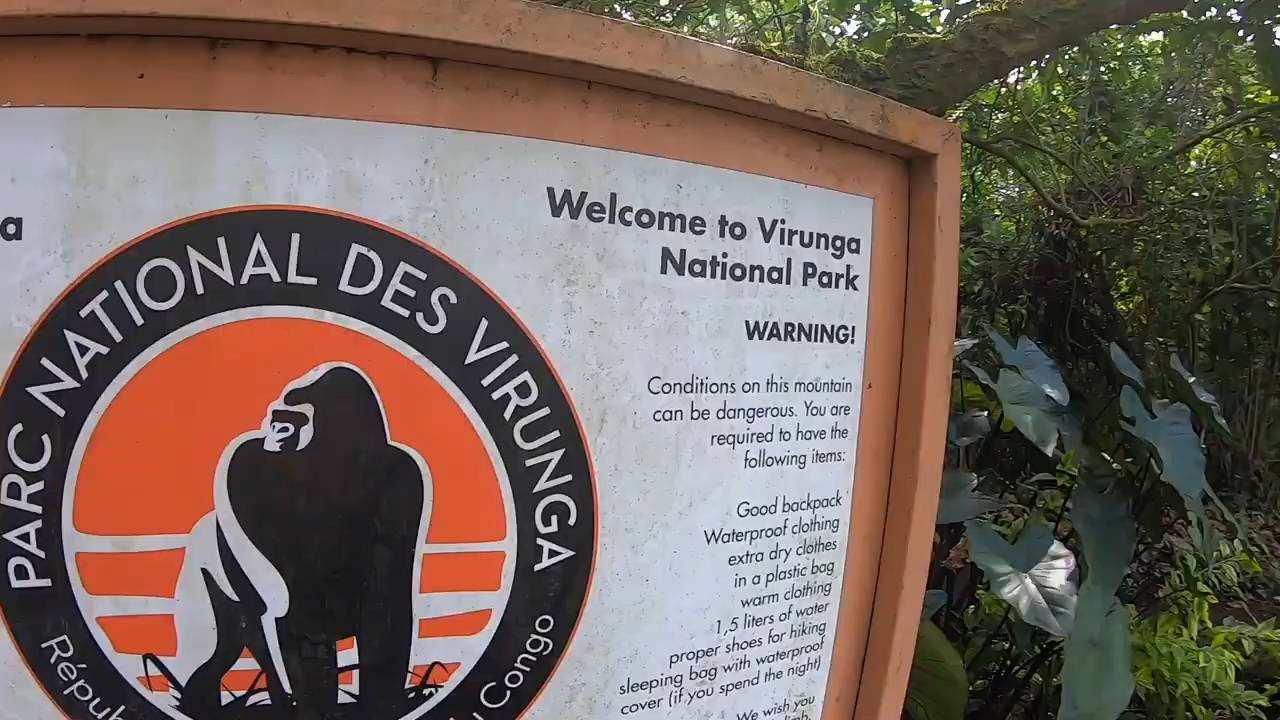 a
PARC NATIONAL DES VIRUNGA
Congo
Welcome to Virunga
National Park
WARNING!
Conditions on this mountain
can be dangerous. You are
required to have the
following items:
Good backpack
Waterproof clothing
extra dry clothes
in a plastic bag
warm clothing
1,5 liters of water
proper shoes for hiking
sleeping bag with waterproof
cover (if you spend the night)
We wish you